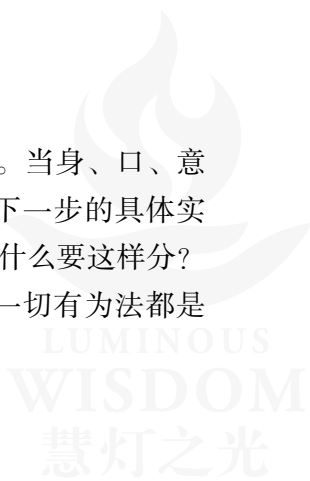 。当身、口、意
下一步的具体实
什么要这样分?
一切有为法都是
LUMINOUS
WISDOM
慧灯之光